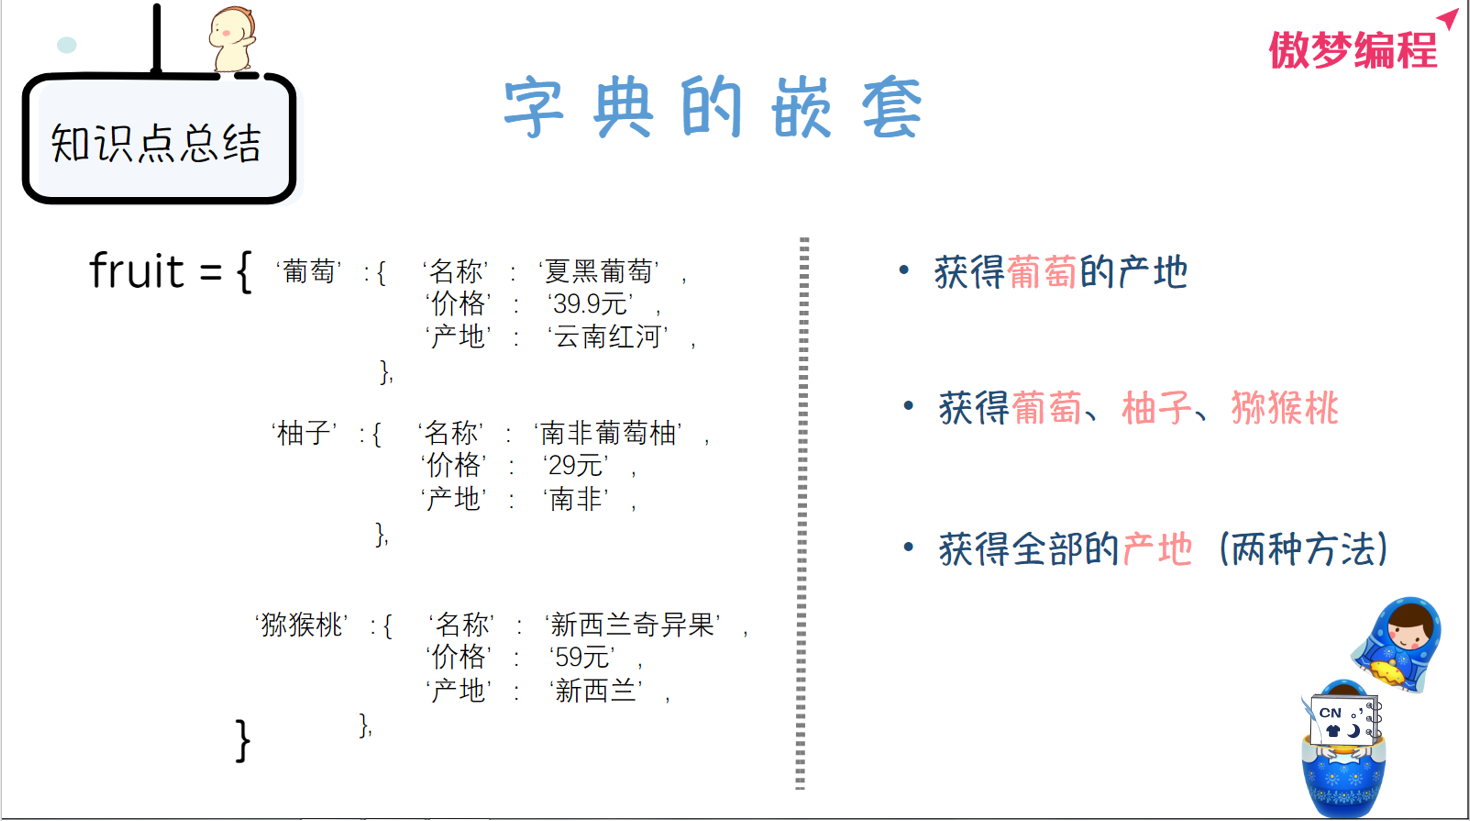 傲梦编程
知识点总结
字典的嵌套
fruit = { ‘葡萄’ : { ‘名称’ : ‘夏黑葡萄’ ,
‘价格’ : ‘39.9元’ ,
‘产地’ : ‘云南红河’ ,
},
‘柚子’ : { ‘名称’ : ‘南非葡萄柚’ ,
‘价格’ : ‘29元’ ,
‘产地’ : ‘南非’ ,
},
‘猕猴桃’ : { ‘名称’ : ‘新西兰奇异果’ ,
‘价格’ : ‘59元’ ,
‘产地’ : ‘新西兰’ ,
},
}
• 获得葡萄的产地
• 获得葡萄、柚子、猕猴桃
• 获得全部的产地（两种方法）
CN 。，